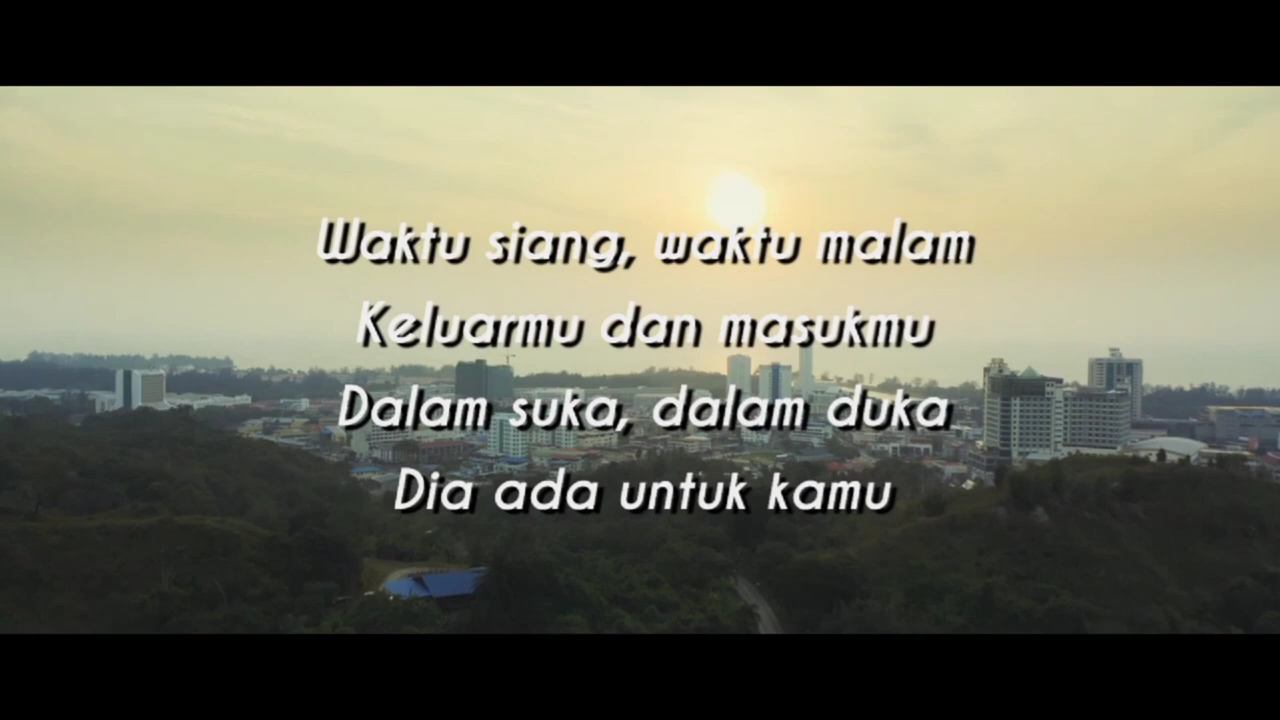 Waktu siang, waktu malam
Keluarmu dan masukmu
Dalam suka, dalam duka
Dia ada untuk kamu